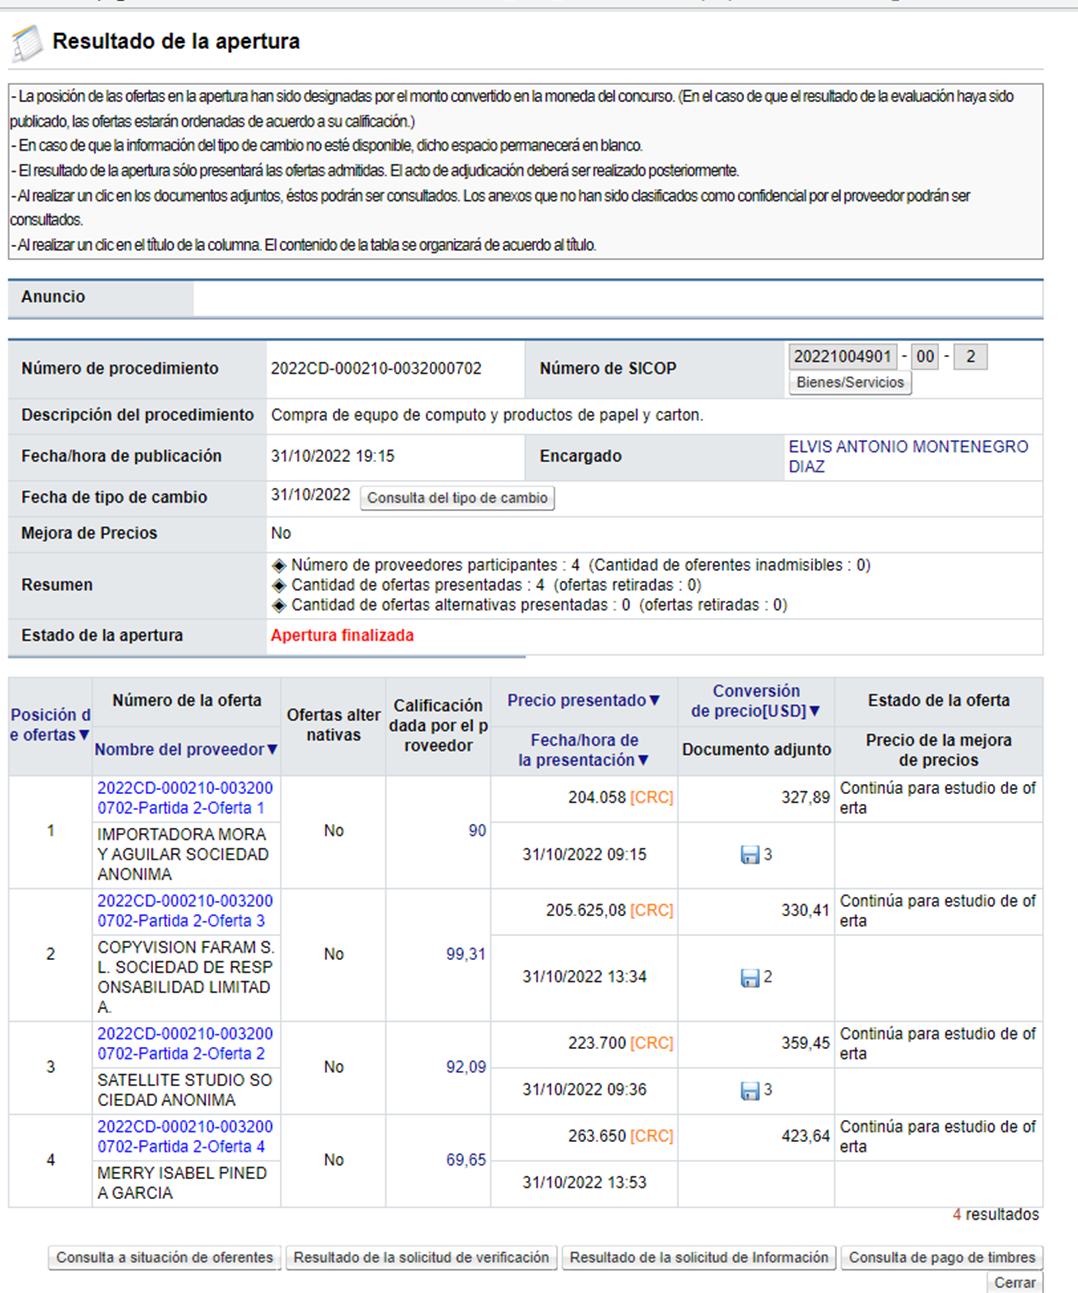 Resultado de la apertura
- La posición de las ofertas en la apertura han sido designadas por el monto convertido en la moneda del concurso. (En el caso de que el resultado de la evaluación haya sido
publicado, las ofertas estarán ordenadas de acuerdo a su calificación.)
- En caso de que la información del tipo de cambio no esté disponible, dicho espacio permanecerá en blanco.
- El resultado de la apertura sólo presentará las ofertas admitidas. El acto de adjudicación deberá ser realizado posteriormente.
- Al realizar un clic en los documentos adjuntos, éstos podrán ser consultados. Los anexos que no han sido clasificados como confidencial por el proveedor podrán ser
consultados.
- Al realizar un clic en el título de la columna. El contenido de la tabla se organizará de acuerdo al título.
Anuncio
Número de procedimiento 2022CD-000210-0032000702 Número de SICOP 20221004901 - 00 - 2
Bienes/Servicios
Descripción del procedimiento Compra de equpo de computo y productos de papel y carton.
Fecha/hora de publicación 31/10/2022 19:15 Encargado ELVIS ANTONIO MONTENEGRO
DIAZ
Fecha de tipo de cambio 31/10/2022 Consulta del tipo de cambio
Mejora de Precios No
Resumen
◈ Número de proveedores participantes : 4 (Cantidad de oferentes inadmisibles : 0)
◈ Cantidad de ofertas presentadas : 4 (ofertas retiradas : 0)
◈ Cantidad de ofertas alternativas presentadas : 0 (ofertas retiradas : 0)
Estado de la apertura Apertura finalizada
Posición d
e ofertas▼
Número de la oferta
Nombre del proveedor▼
Ofertas alter
nativas
Calificación
dada por el p
roveedor
Precio presentado▼
Fecha/hora de
la presentación▼
Conversión
de precio[USD]▼
Documento adjunto
Estado de la oferta
Precio de la mejora
de precios
1
2022CD-000210-003200
0702-Partida 2-Oferta 1
IMPORTADORA MORA
Y AGUILAR SOCIEDAD
ANONIMA
No
90
204.058 [CRC]
31/10/2022 09:15
327,89
3
Continúa para estudio de of
erta
2
2022CD-000210-003200
0702-Partida 2-Oferta 3
COPYVISION FARAM S.
L. SOCIEDAD DE RESP
ONSABILIDAD LIMITAD
A.
No
99,31
205.625,08 [CRC]
31/10/2022 13:34
330,41
2
Continúa para estudio de of
erta
3
2022CD-000210-003200
0702-Partida 2-Oferta 2
SATELLITE STUDIO SO
CIEDAD ANONIMA
No
92,09
223.700 [CRC]
31/10/2022 09:36
359,45
3
Continúa para estudio de of
erta
4
2022CD-000210-003200
0702-Partida 2-Oferta 4
MERRY ISABEL PINED
A GARCIA
No
69,65
263.650 [CRC]
31/10/2022 13:53
423,64
Continúa para estudio de of
erta
4 resultados
Consulta a situación de oferentes Resultado de la solicitud de verificación Resultado de la solicitud de Información Consulta de pago de timbres
Cerrar